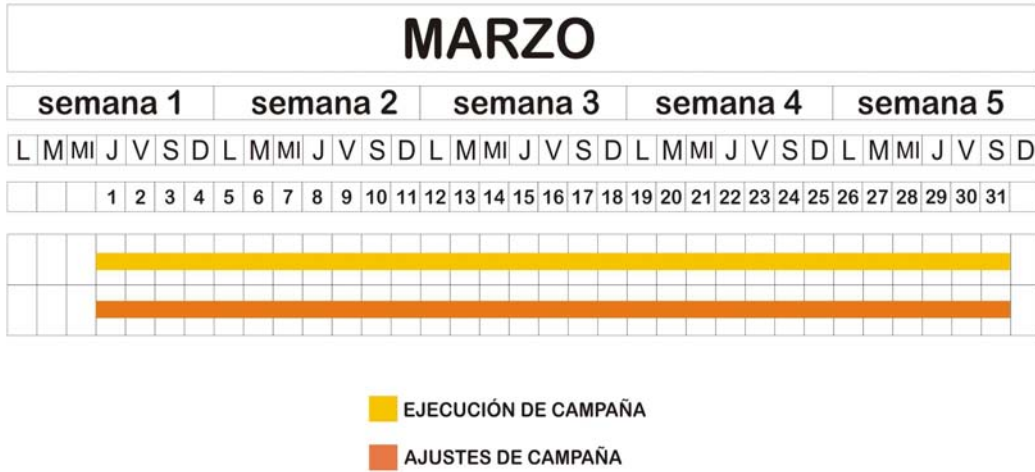 MARZO
semana 1 semana 2 semana 3 semana 4 semana 5
L M MI J V S D L M MI J V S D L M MI J V S D L M MI J V S D L M MI J V S D
1 2 3 4 5 6 7 8 9 10 11 12 13 14 15 16 17 18 19 20 21 22 23 24 25 26 27 28 29 30 31
EJECUCIÓN DE CAMPAÑA
AJUSTES DE CAMPAÑA